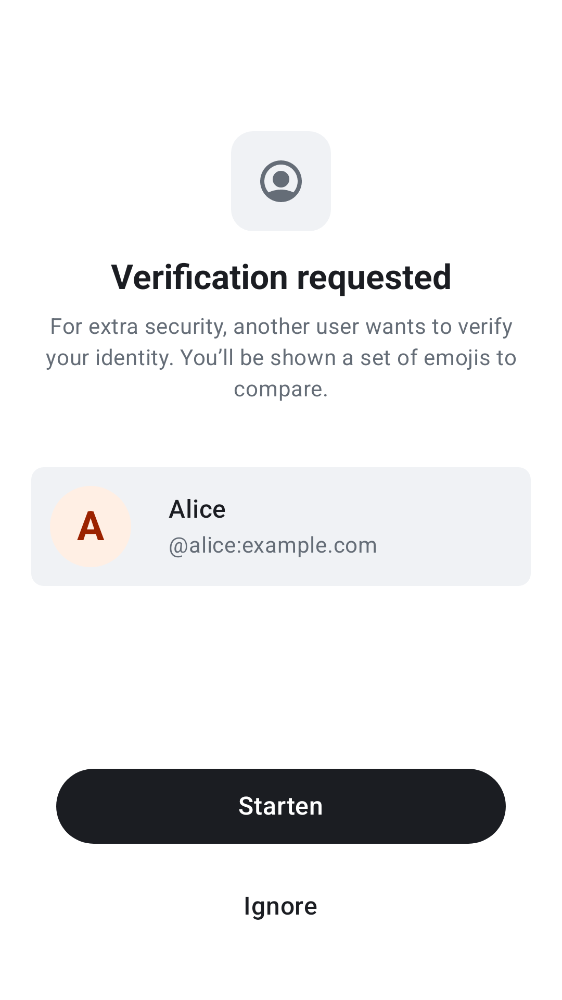 Verification requested
For extra security, another user wants to verify
your identity. You’ll be shown a set of emojis to
compare.
A
Alice
@alice:example.com
Starten
Ignore